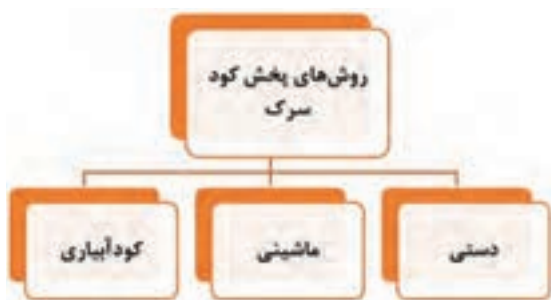 روش‌های پخش کود
سرک
دستی
ماشینی
کودآبیاری